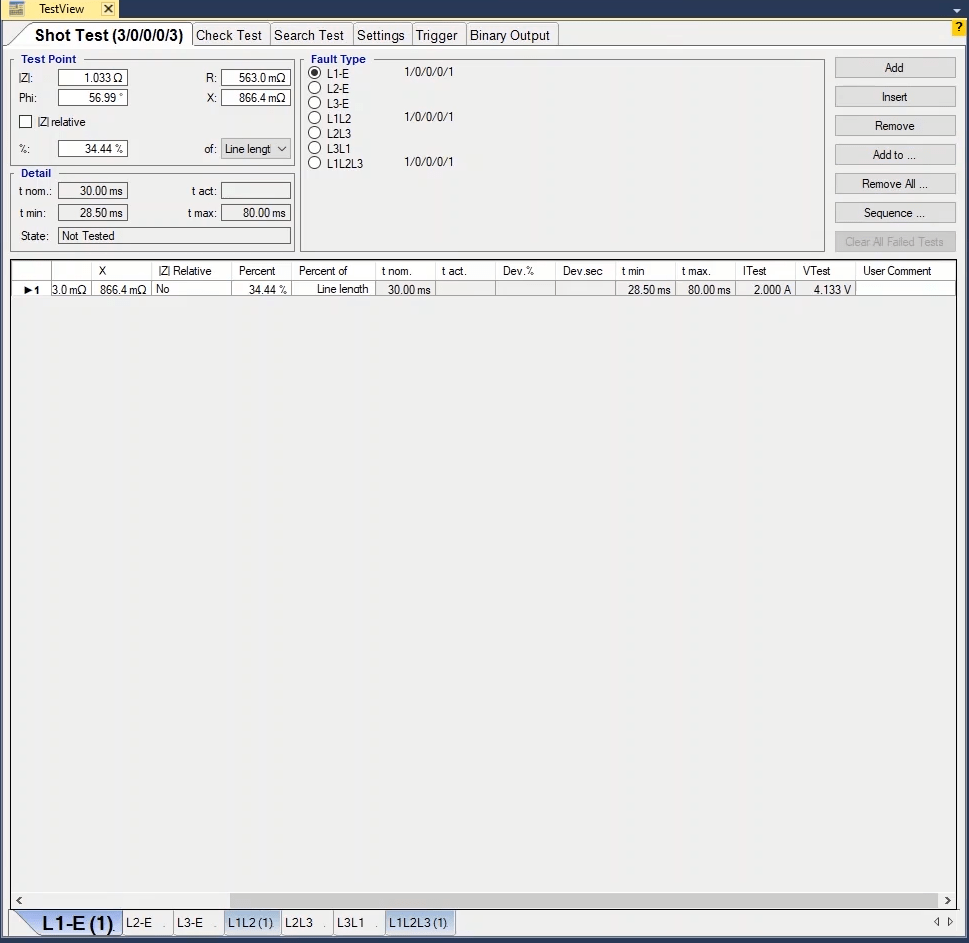 TestView
?
Shot Test (3/0/0/0/3) Check Test Search Test Settings Trigger Binary Output
Test Point
|Z|: 1.033 Ω R: 563.0 mΩ
Phi: 56.99 ° X: 866.4 mΩ
|Z| relative
%: 34.44 % of: Line lengt
Detail
t nom.: 30.00 ms t act:
t min: 28.50 ms t max: 80.00 ms
State: Not Tested
Fault Type
L1-E 1/0/0/0/1
L2-E
L3-E
L1L2 1/0/0/0/1
L2L3
L3L1
L1L2L3 1/0/0/0/1
Add
Insert
Remove
Add to ...
Remove All ...
Sequence ...
Clear All Failed Tests
X |Z| Relative Percent Percent of t nom. t act. Dev.% Dev.sec t min t max. ITest VTest User Comment
1 3.0 mΩ 866.4 mΩ No 34.44 % Line length 30.00 ms 28.50 ms 80.00 ms 2.000 A 4.133 V
L1-E (1) L2-E L3-E L1L2 (1) L2L3 L3L1 L1L2L3 (1)